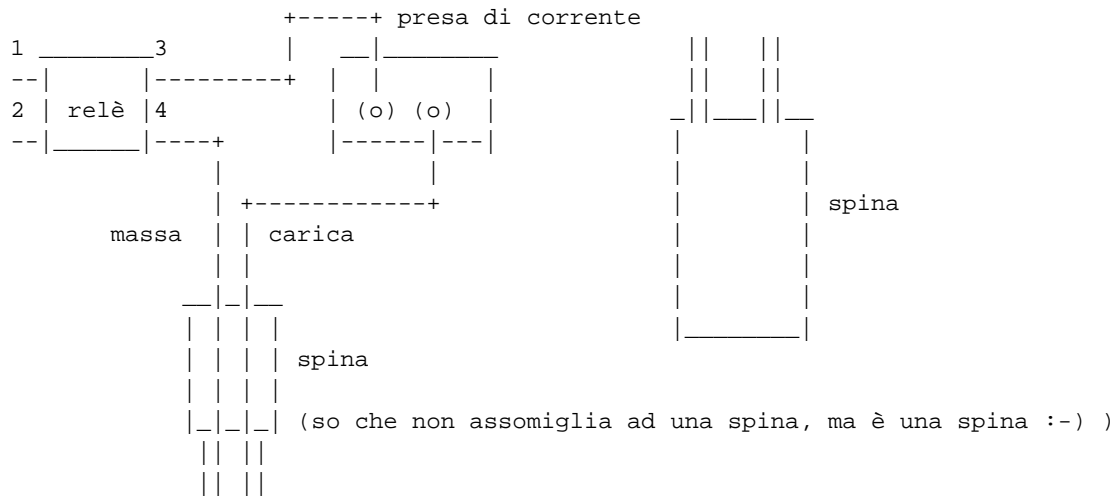 presa di corrente
1 3
2 relè 4
(o) (o)
spina
massa carica
spina
(so che non assomiglia ad una spina, ma è una spina :-) )